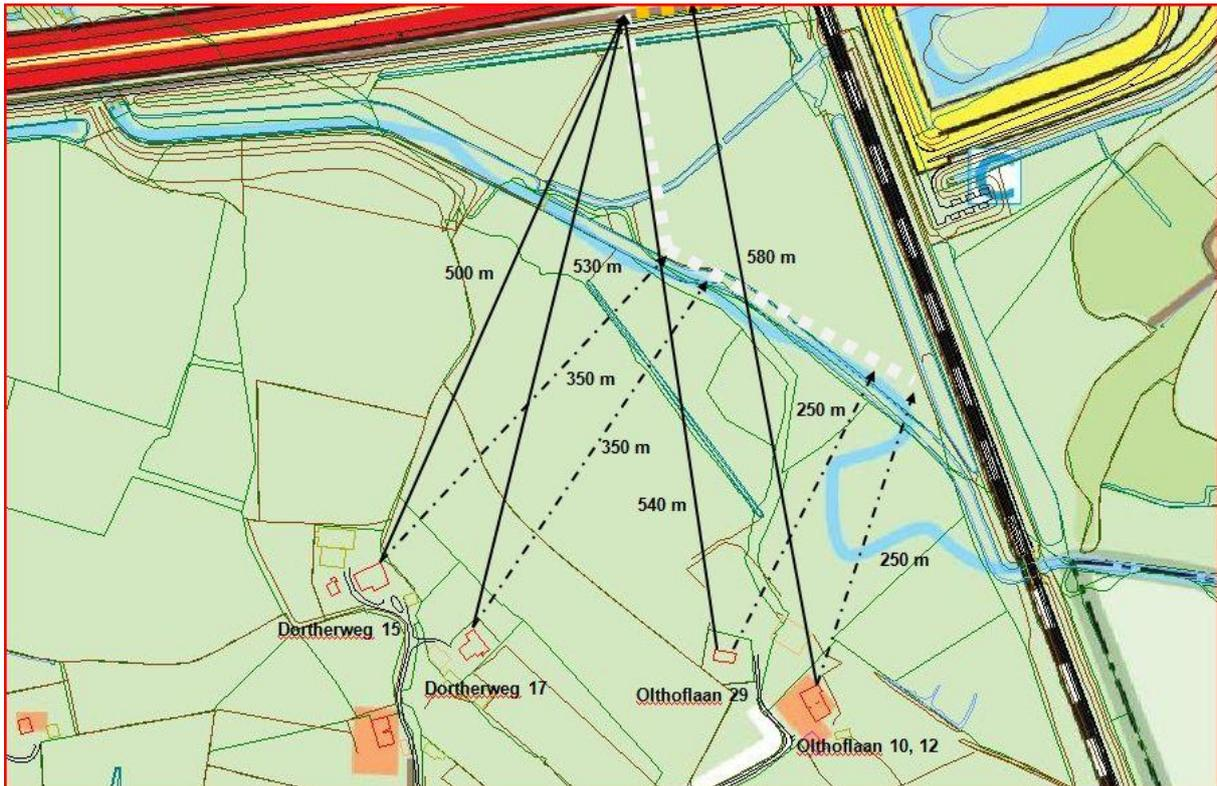 500 m
530 m
580 m
350 m
250 m
350 m
540 m
250 m
Dortherweg 15
Dortherweg 17
Olthoflaan 29
Olthoflaan 10, 12